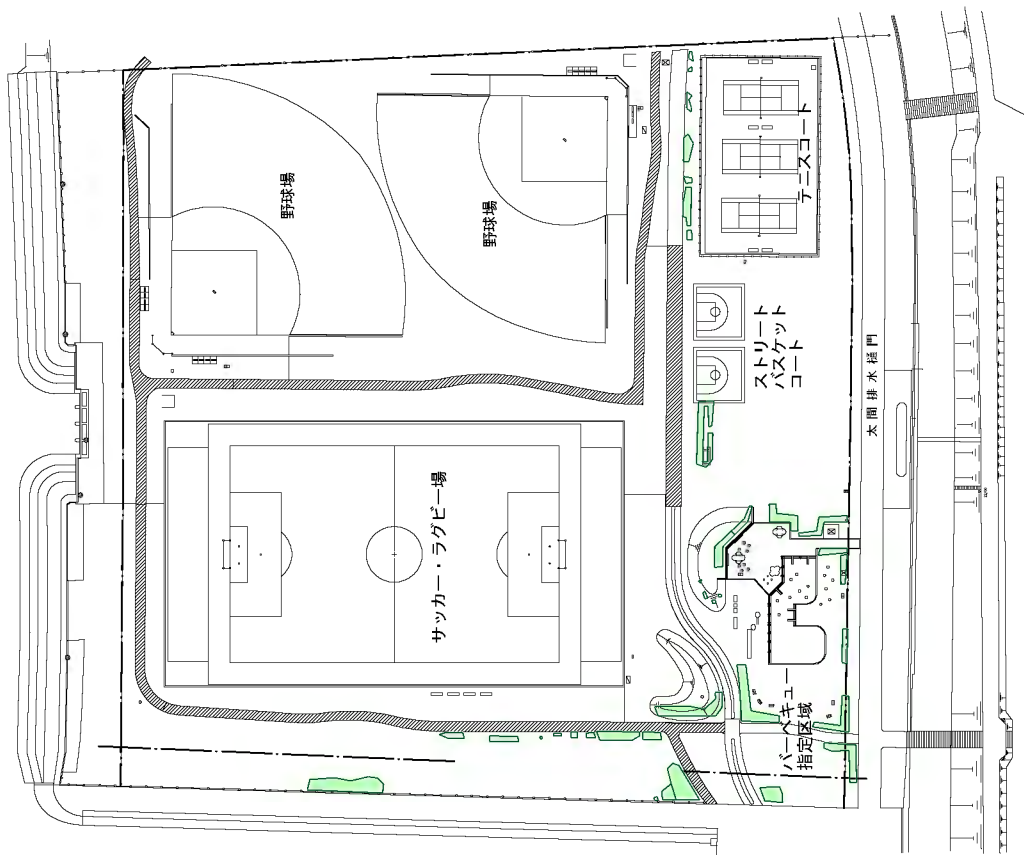 野球場
野球場
テニスコート
ストリート
バスケット
コート
太間排水樋門
サッカー・ラグビー場
バーベキュー
指定区域